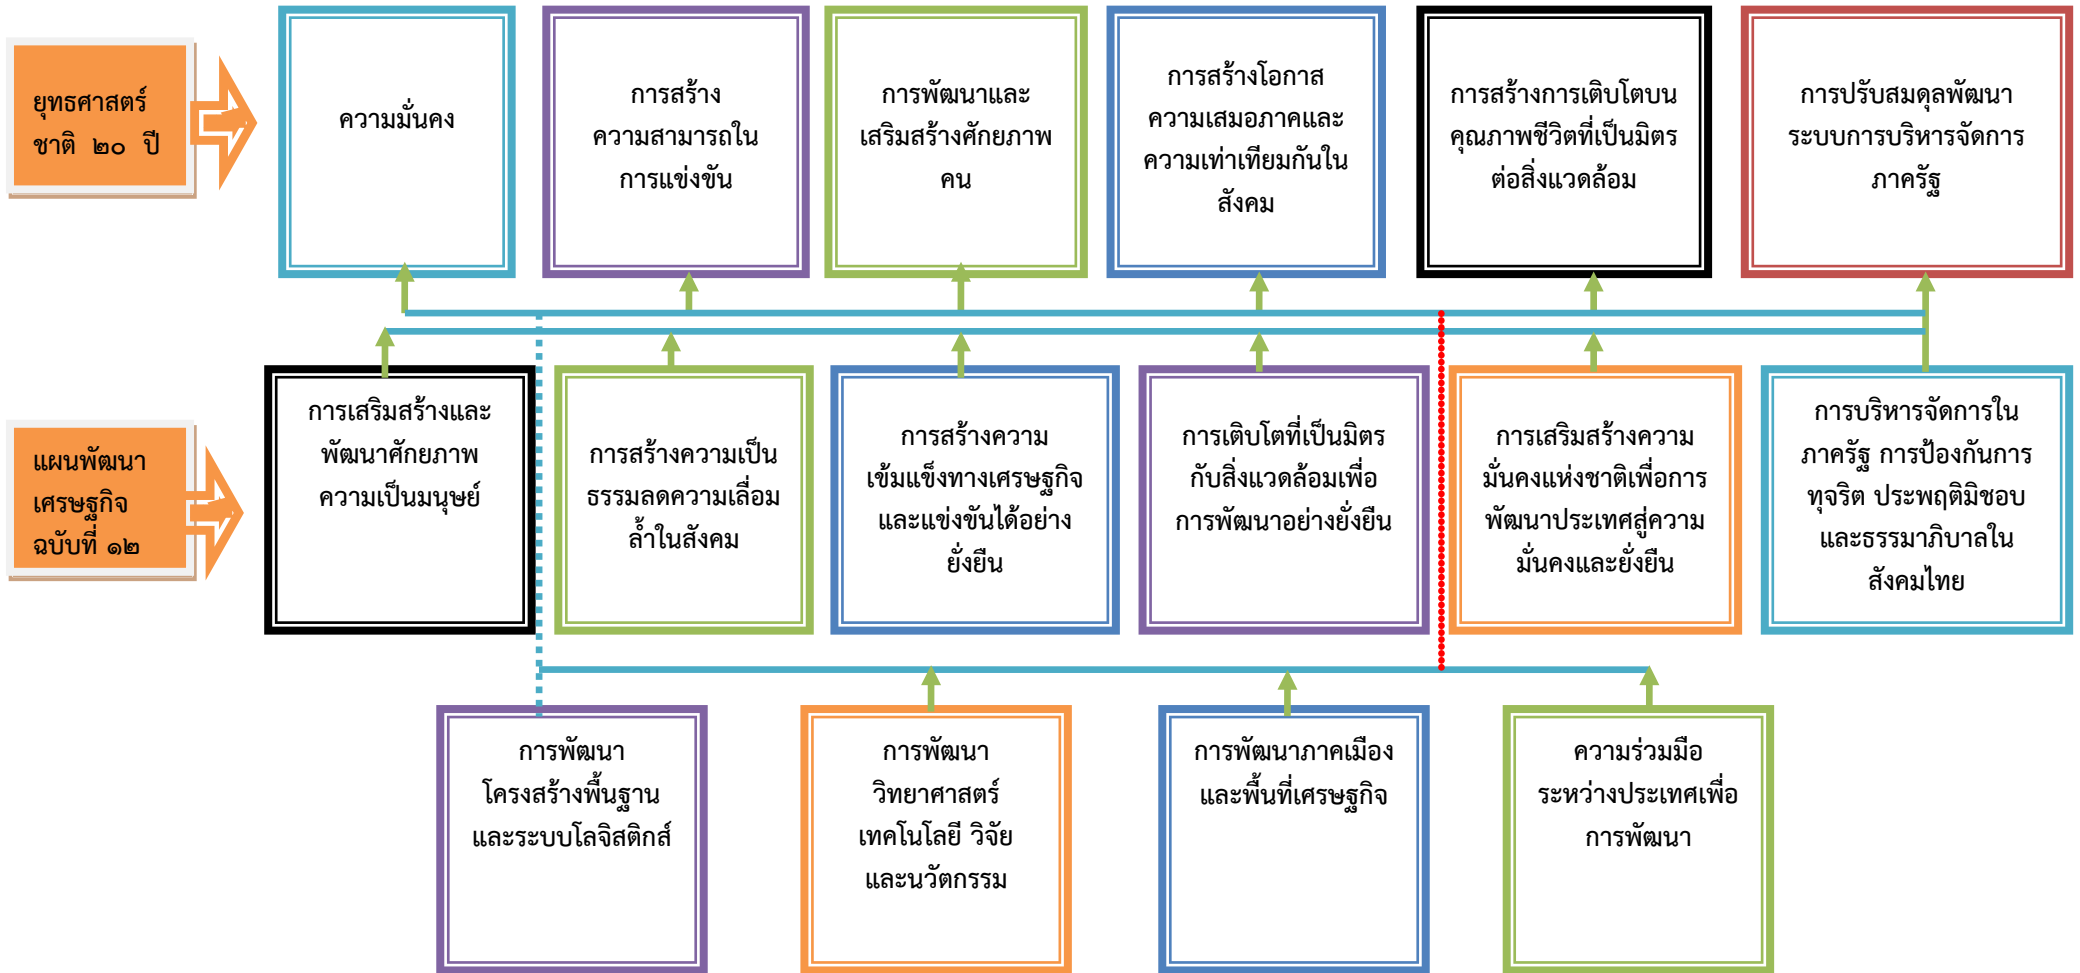 ยุทธศาสตร์
ชาติ ๒๐ ปี
ความมั่นคง
การสร้าง
ความสามารถใน
การแข่งขัน
การพัฒนาและ
เสริมสร้างศักยภาพ
คน
การสร้างโอกาส
ความเสมอภาคและ
ความเท่าเทียมกันใน
สังคม
การสร้างการเติบโตบน
คุณภาพชีวิตที่เป็นมิตร
ต่อสิ่งแวดล้อม
การปรับสมดุลพัฒนา
ระบบการบริหารจัดการ
ภาครัฐ
แผนพัฒนา
เศรษฐกิจ
ฉบับที่ ๑๒
การเสริมสร้างและ
พัฒนาศักยภาพ
ความเป็นมนุษย์
การสร้างความเป็น
ธรรมลดความเลื่อม
ล้ำในสังคม
การสร้างความ
เข้มแข็งทางเศรษฐกิจ
และแข่งขันได้อย่าง
ยั่งยืน
การเติบโตที่เป็นมิตร
กับสิ่งแวดล้อมเพื่อ
การพัฒนาอย่างยั่งยืน
การเสริมสร้างความ
มั่นคงแห่งชาติเพื่อการ
พัฒนาประเทศสู่ความ
มั่นคงและยั่งยืน
การบริหารจัดการใน
ภาครัฐ การป้องกันการ
ทุจริต ประพฤติมิชอบ
และธรรมาภิบาลใน
สังคมไทย
การพัฒนา
โครงสร้างพื้นฐาน
และระบบโลจิสติกส์
การพัฒนา
วิทยาศาสตร์
เทคโนโลยี วิจัย
และนวัตกรรม
การพัฒนาภาคเมือง
และพื้นที่เศรษฐกิจ
ความร่วมมือ
ระหว่างประเทศเพื่อ
การพัฒนา